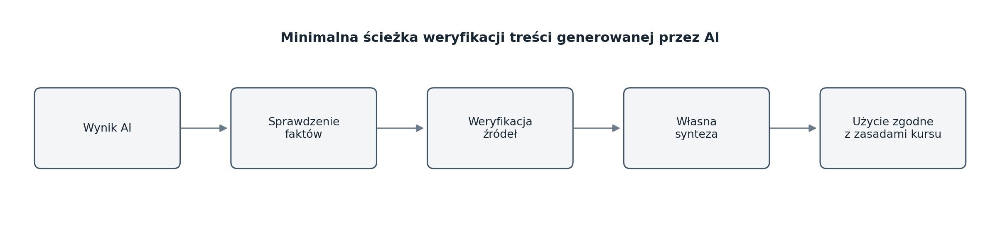 Minimalna ścieżka weryfikacji treści generowanej przez AI
Wynik AI
Sprawdzenie
faktów
Weryfikacja
źródeł
Własna
synteza
Użycie zgodne
z zasadami kursu